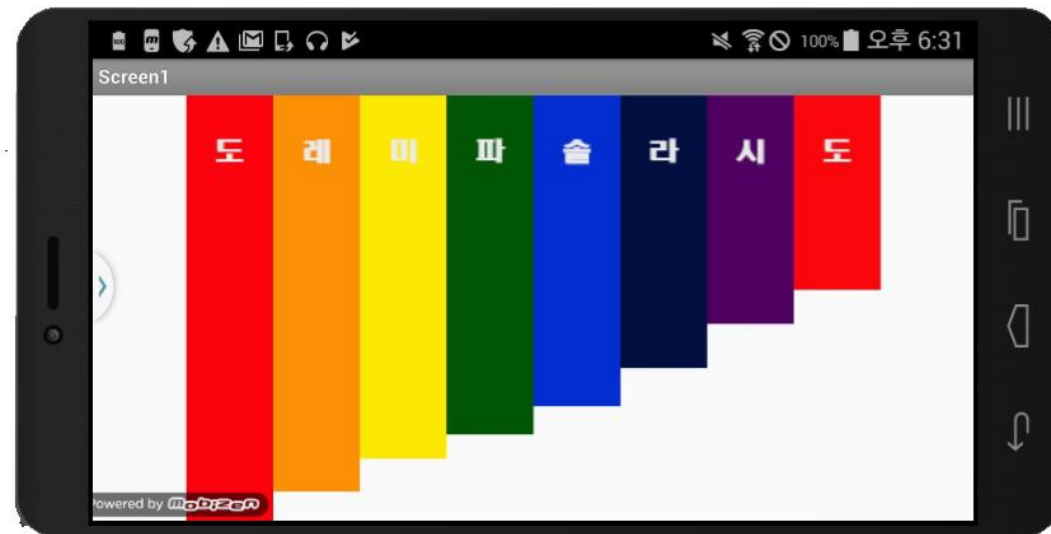 100% 오후 6:31
Screen1
도 레 미 파 솔 라 시 도
Powered by mobizen